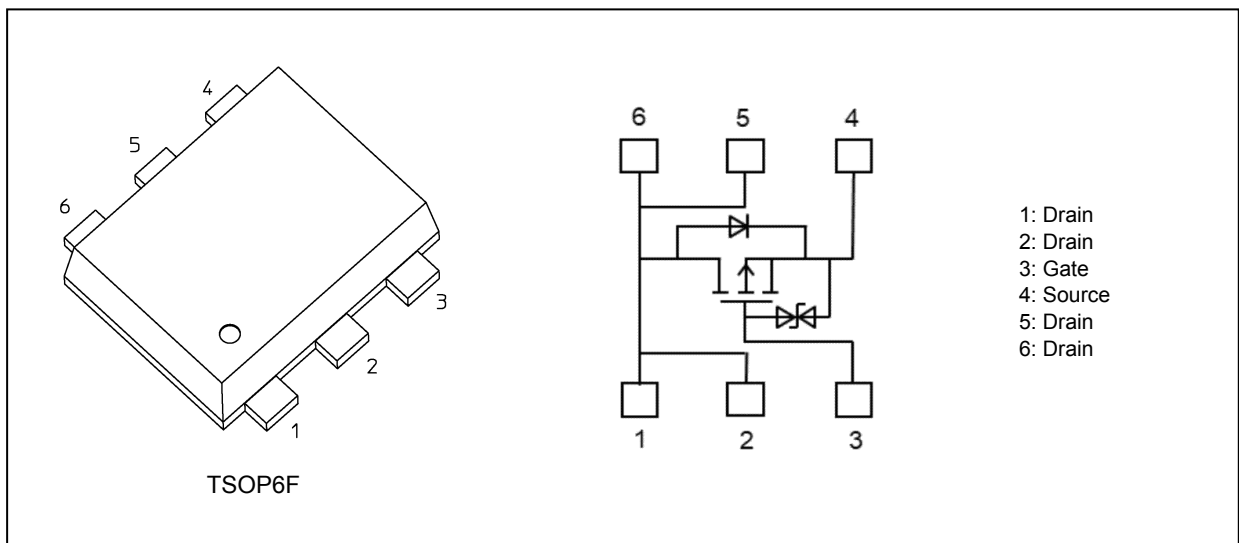 4
5
6
3
2
1
TSOP6F
6 5 4
1 2 3
1: Drain
2: Drain
3: Gate
4: Source
5: Drain
6: Drain